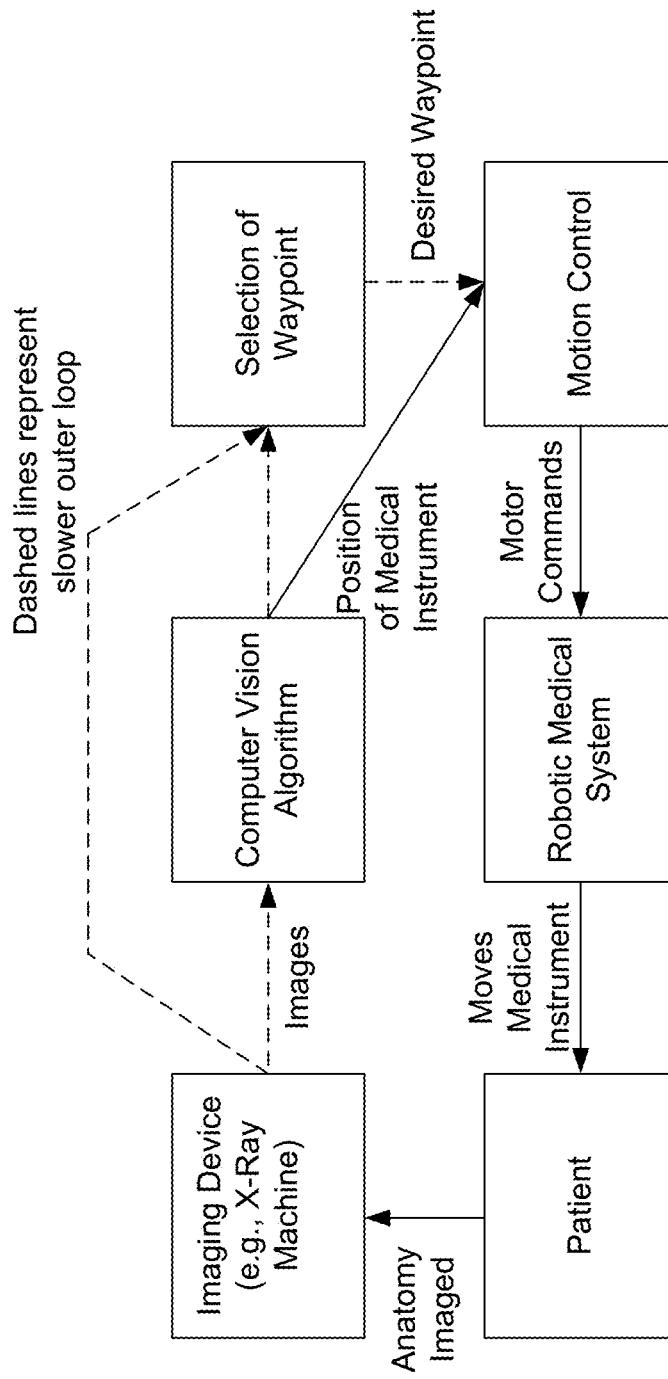 Dashed lines represent
slower outer loop
Imaging Device
(e.g., X-Ray
Machine)
Images
Computer Vision
Algorithm
Selection of
Waypoint
Anatomy
Imaged
Position
of Medical
Instrument
Desired Waypoint
Patient
Moves
Medical
Instrument
Robotic Medical
System
Motor
Commands
Motion Control